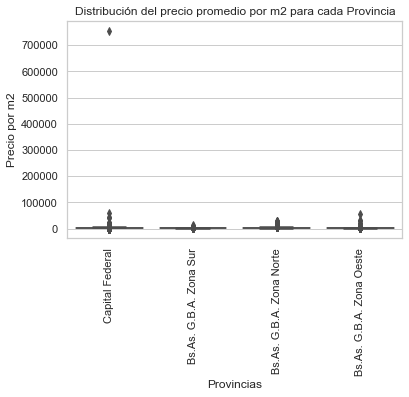 Distribución del precio promedio por m2 para cada Provincia
Precio por m2
700000
600000
500000
400000
300000
200000
100000
0
Capital Federal
Bs.As. G.B.A. Zona Sur
Bs.As. G.B.A. Zona Norte
Bs.As. G.B.A. Zona Oeste
Provincias